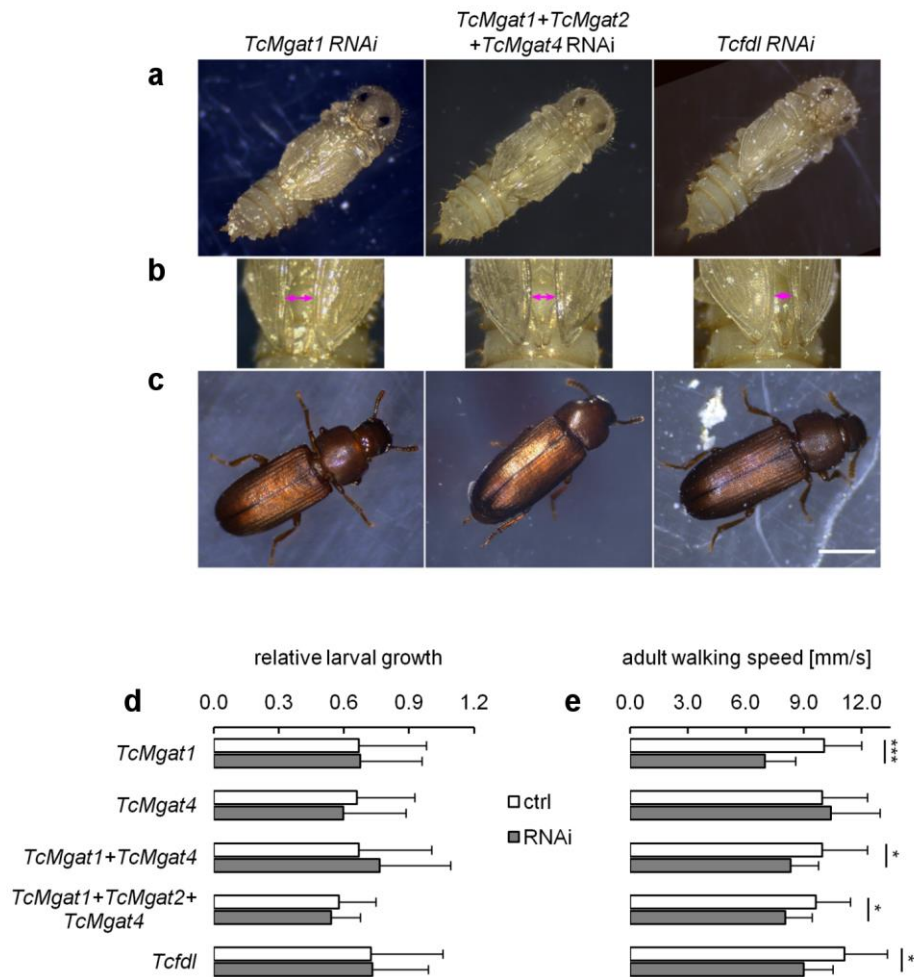 TcMgat1 RNAi
TcMgat1+TcMgat2
+TcMgat4 RNAi
Tcfdl RNAi
a
b
c
relative larval growth
adult walking speed [mm/s]
d
0.0 0.3 0.6 0.9 1.2
e
0.0 3.0 6.0 9.0 12.0
TcMgat1
***
TcMgat4
ctrl
RNAi
TcMgat1+TcMgat4
*
TcMgat1+TcMgat2+
TcMgat4
*
Tcfdl
*